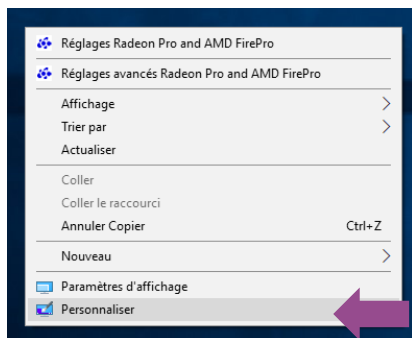 Réglages Radeon Pro and AMD FirePro
Réglages avancés Radeon Pro and AMD FirePro
Affichage
Trier par
Actualiser
Coller
Coller le raccourci
Annuler Copier Ctrl+Z
Nouveau
Paramètres d'affichage
Personnaliser